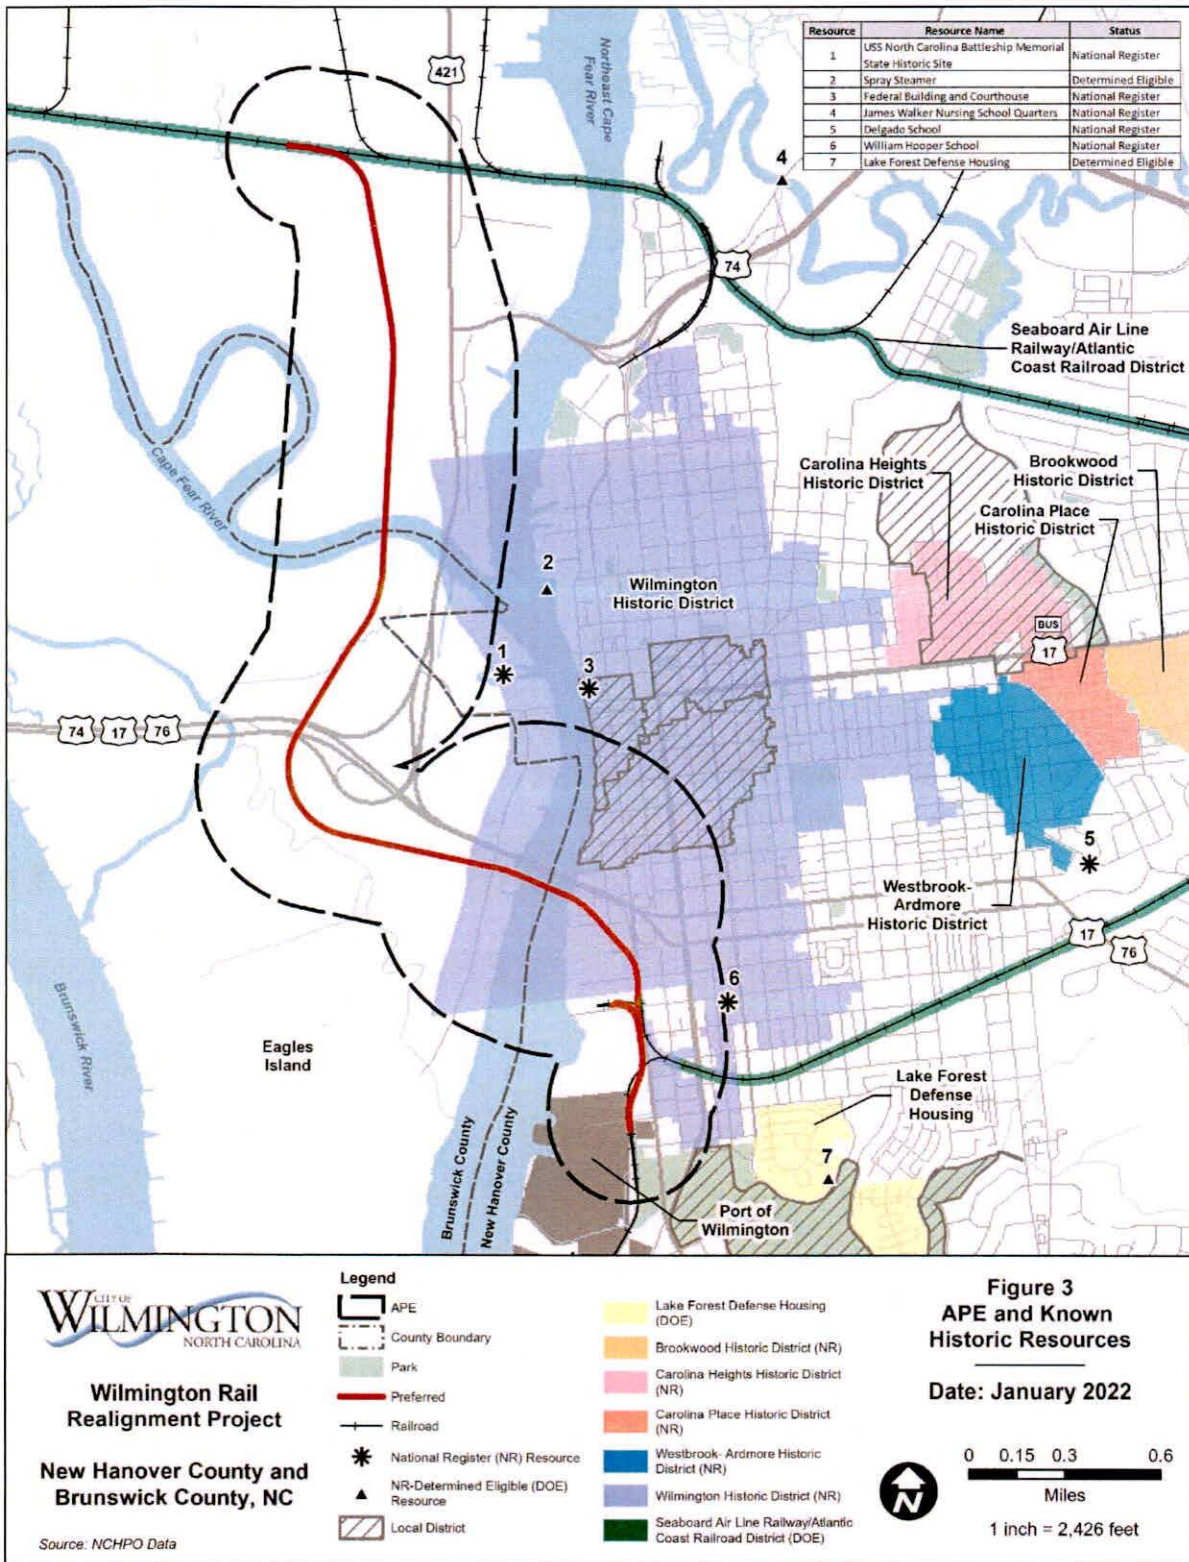 Resource Resource Name Status
1 USS North Carolina Battleship Memorial State Historic Site National Register
2 Spray Steamer Determined Eligible
3 Federal Building and Courthouse National Register
4 James Walker Nursing School Quarters National Register
5 Delgado School National Register
6 William Hooper School National Register
7 Lake Forest Defense Housing Determined Eligible
421
Northeast Cape
Fear River
4
74
Seaboard Air Line
Railway/Atlantic
Coast Railroad District
Carolina Heights
Historic District
Brookwood
Historic District
Carolina Place
Historic District
Cape Fear River
2
Wilmington
Historic District
BUS
17
1
3
74 17 76
5
Westbrook-
Ardmore
Historic District
17
76
6
Brunswick River
Eagles
Island
Lake Forest
Defense
Housing
7
Brunswick County
New Hanover County
Port of
Wilmington
CITY OF
WILMINGTON
NORTH CAROLINA
Wilmington Rail
Realignment Project
New Hanover County and
Brunswick County, NC
Source: NCHPO Data
Legend
APE
County Boundary
Park
Preferred
Railroad
National Register (NR) Resource
NR-Determined Eligible (DOE)
Resource
Local District
Lake Forest Defense Housing
(DOE)
Brookwood Historic District (NR)
Carolina Heights Historic District
(NR)
Carolina Place Historic District
(NR)
Westbrook- Ardmore Historic
District (NR)
Wilmington Historic District (NR)
Seaboard Air Line Railway/Atlantic
Coast Railroad District (DOE)
Figure 3
APE and Known
Historic Resources
Date: January 2022
N
0 0.15 0.3 0.6
Miles
1 inch = 2,426 feet